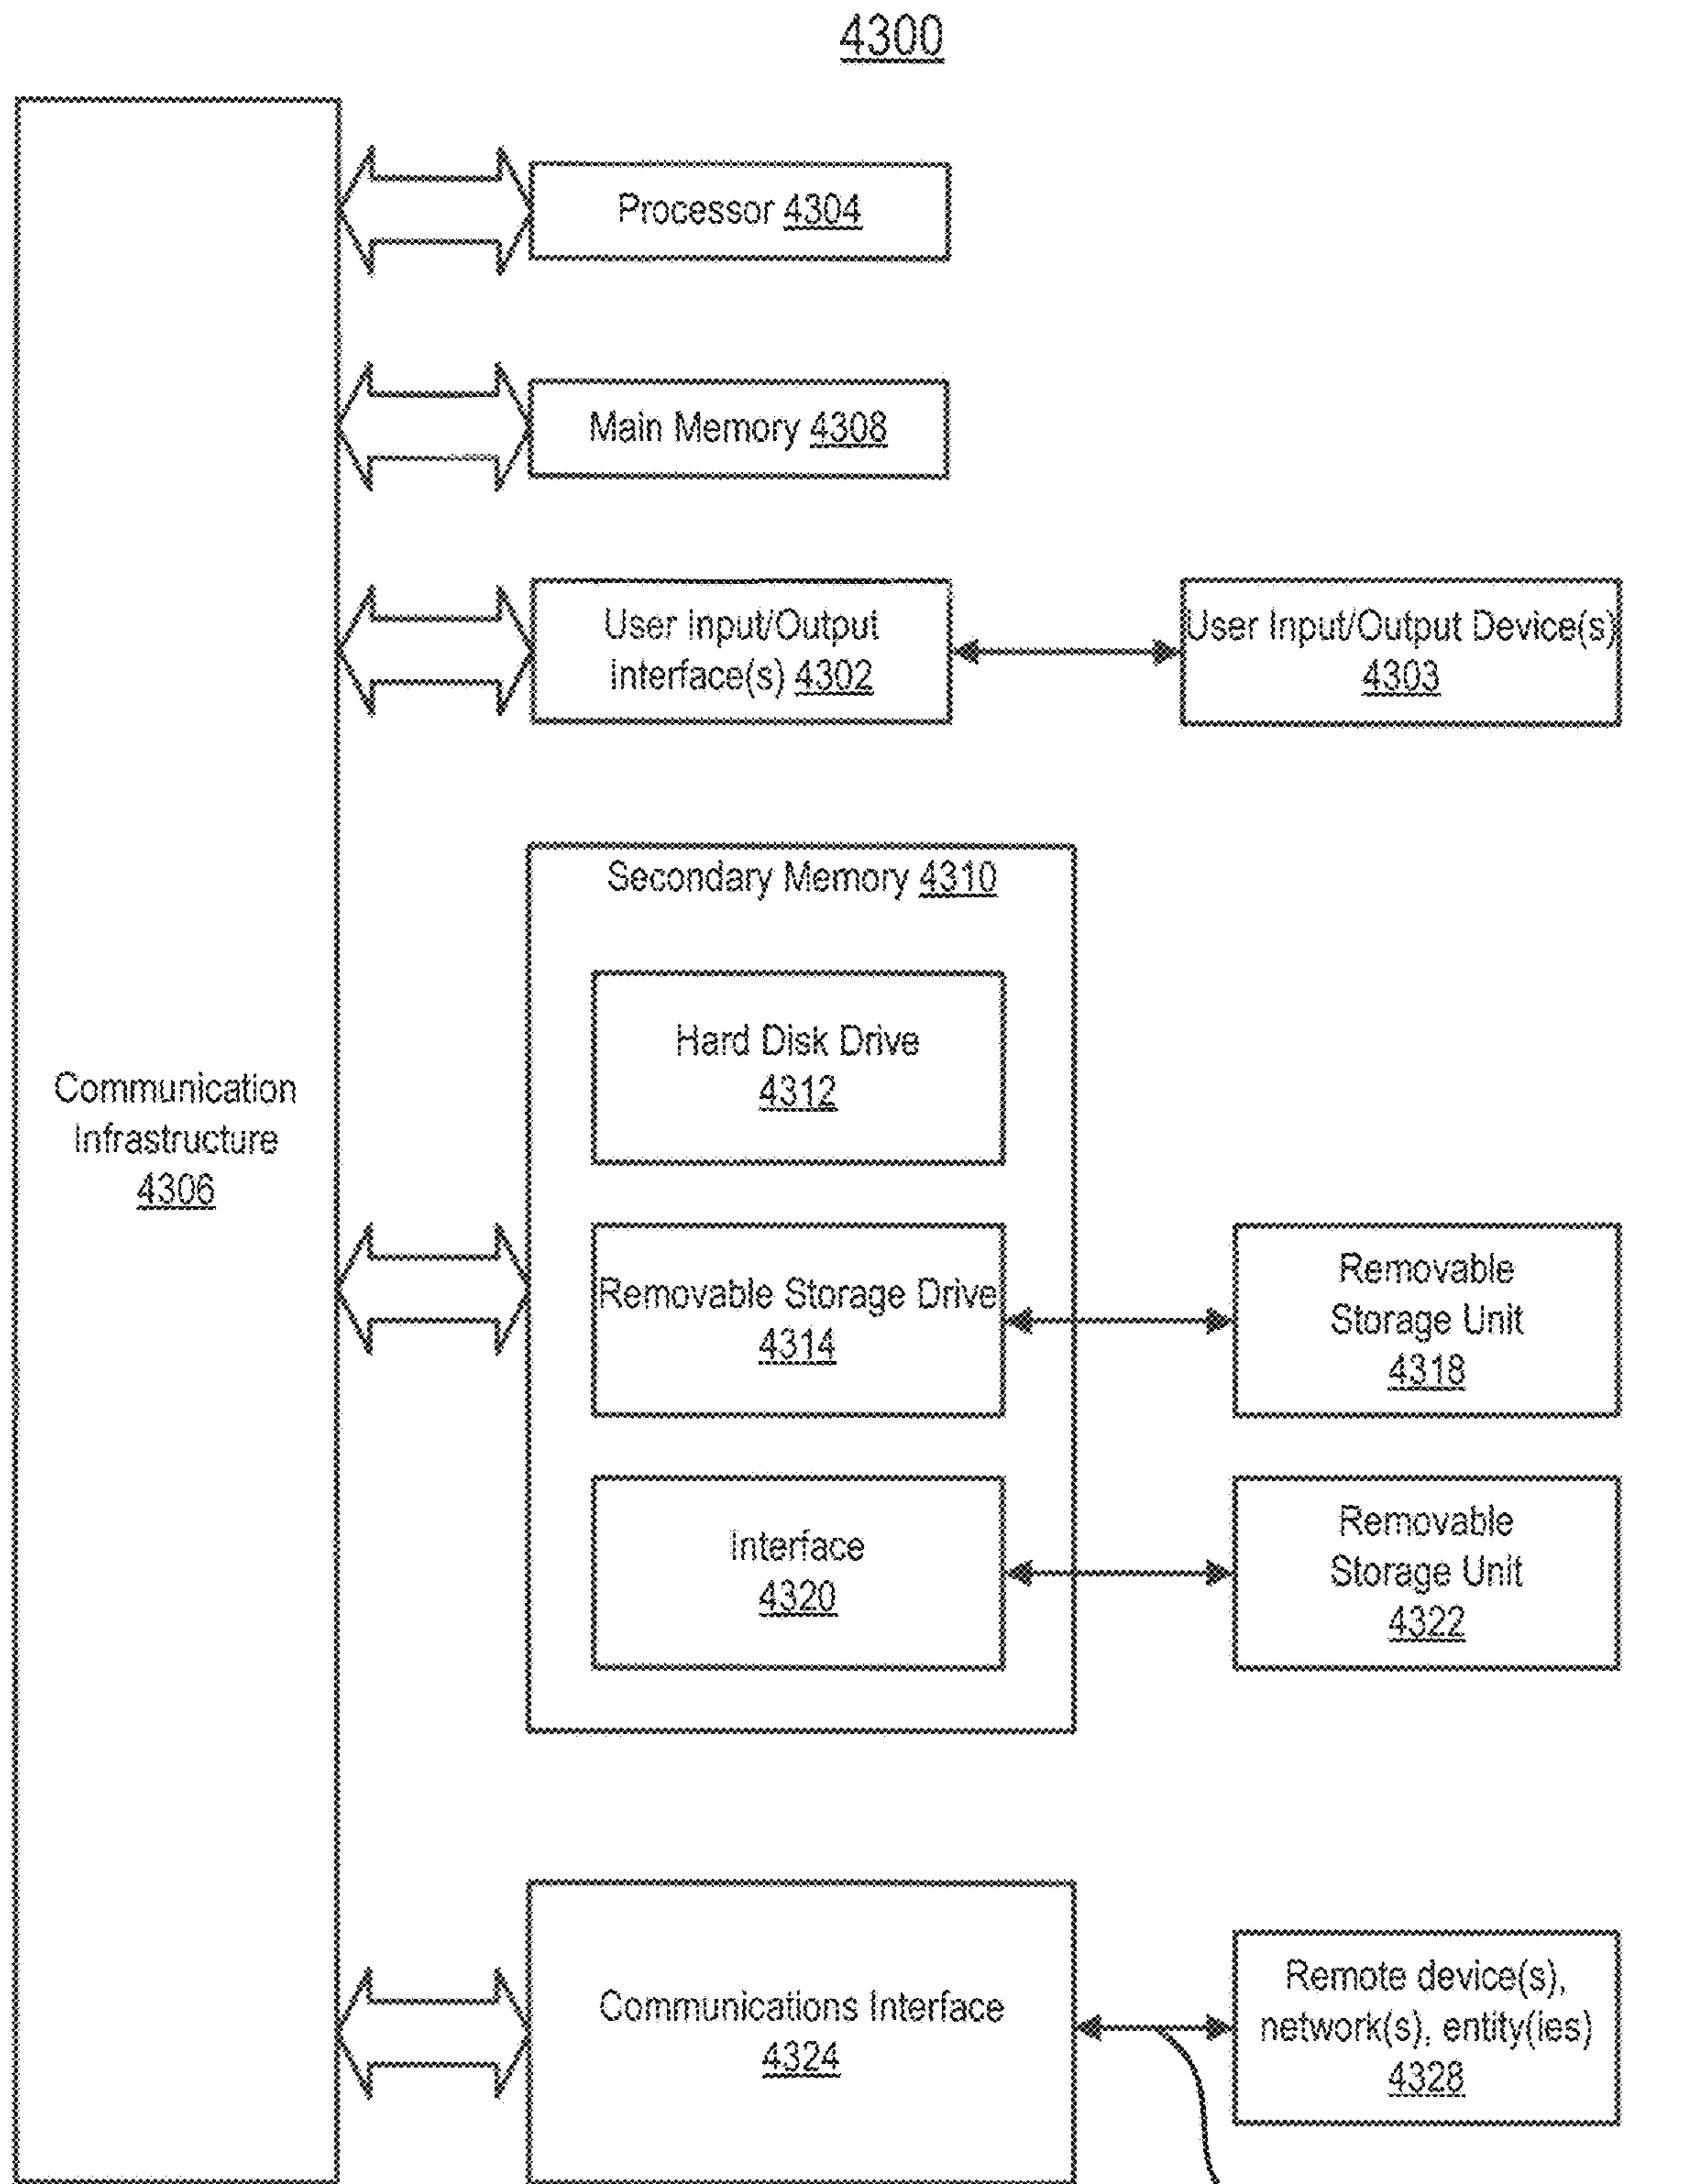 4300
Processor 4304
Main Memory 4308
User Input/Output
Interface(s) 4302
User Input/Output Device(s)
4303
Secondary Memory 4310
Hard Disk Drive
4312
Communication
Infrastructure
4306
Removable Storage Drive
4314
Removable
Storage Unit
4318
Interface
4320
Removable
Storage Unit
4322
Communications Interface
4324
Remote device(s),
network(s), entity(ies)
4328